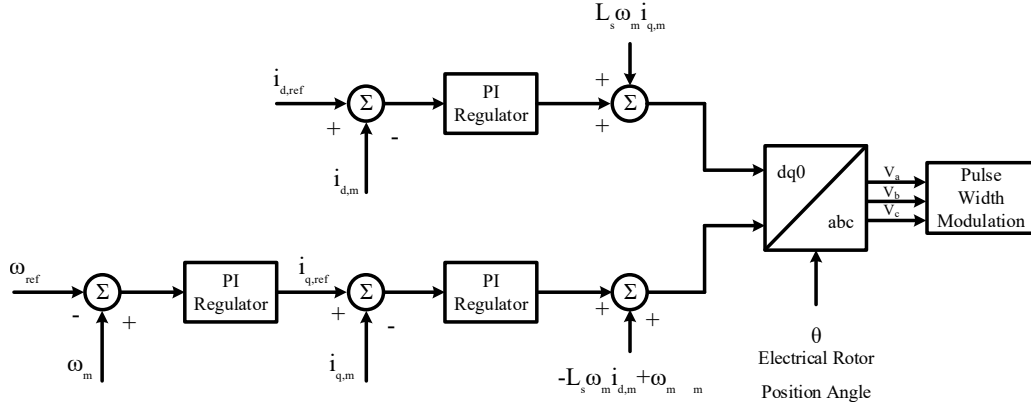 L_s ω_m i_q,m
i_d,ref
+
-
Σ
PI
Regulator
+
+
Σ
i_d,m
dq0
abc
V_a
V_b
V_c
Pulse
Width
Modulation
ω_ref
-
+
Σ
PI
Regulator
i_q,ref
+
-
Σ
PI
Regulator
+
+
Σ
ω_m
i_q,m
-L_s ω_m i_d,m+ω_m m
θ
Electrical Rotor
Position Angle